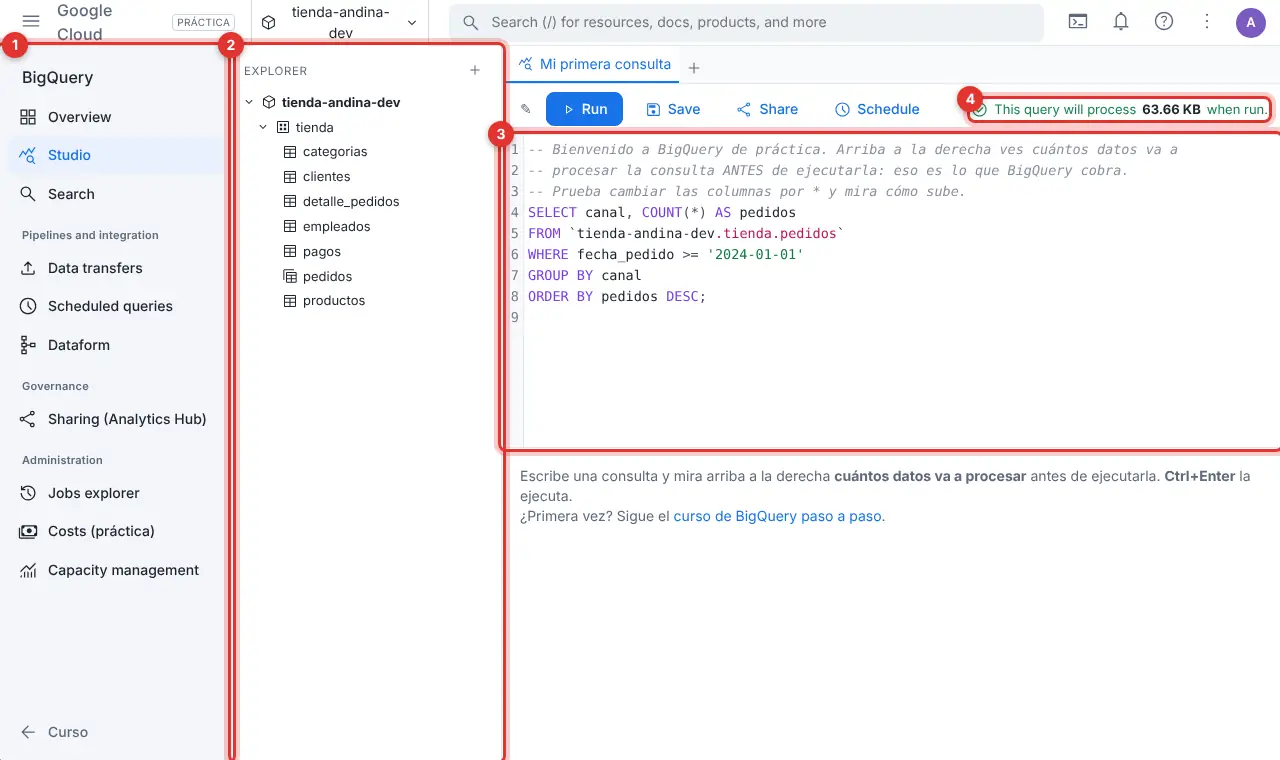 Google Cloud
PRÁCTICA
tienda-andina-dev
Search (/) for resources, docs, products, and more
A
1
2
3
4
BigQuery
Overview
Studio
Search
Pipelines and integration
Data transfers
Scheduled queries
Dataform
Governance
Sharing (Analytics Hub)
Administration
Jobs explorer
Costs (práctica)
Capacity management
Curso
EXPLORER
tienda-andina-dev
tienda
categorias
clientes
detalle_pedidos
empleados
pagos
pedidos
productos
Mi primera consulta
Run
Save
Share
Schedule
This query will process 63.66 KB when run.
1 -- Bienvenido a BigQuery de práctica. Arriba a la derecha ves cuántos datos va a
2 -- procesar la consulta ANTES de ejecutarla: eso es lo que BigQuery cobra.
3 -- Prueba cambiar las columnas por * y mira cómo sube.
4 SELECT canal, COUNT(*) AS pedidos
5 FROM `tienda-andina-dev.tienda.pedidos`
6 WHERE fecha_pedido >= '2024-01-01'
7 GROUP BY canal
8 ORDER BY pedidos DESC;
9
Escribe una consulta y mira arriba a la derecha cuántos datos va a procesar antes de ejecutarla. Ctrl+Enter la
ejecuta.
¿Primera vez? Sigue el curso de BigQuery paso a paso.